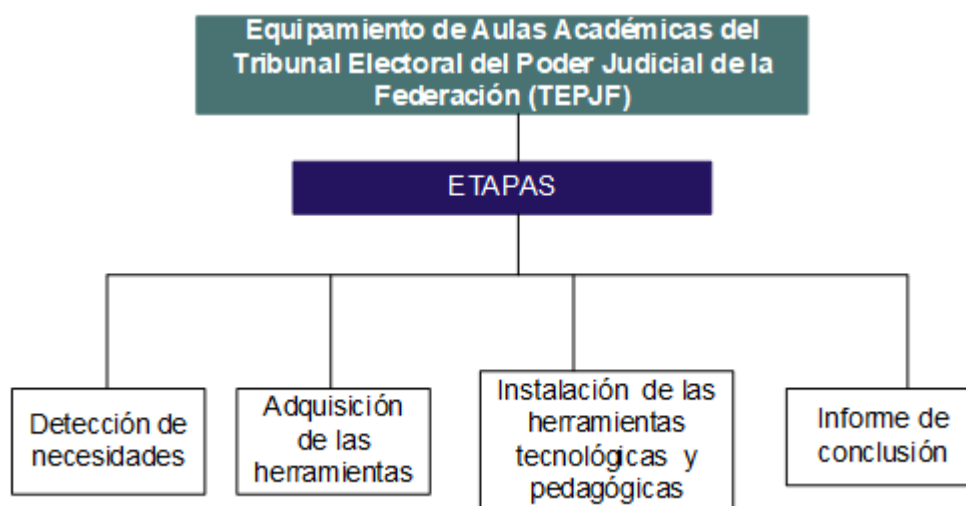 Equipamiento de Aulas Académicas del
Tribunal Electoral del Poder Judicial de la
Federación (TEPJF)
ETAPAS
Detección de
necesidades
Adquisición
de las
herramientas
Instalación de las
herramientas
tecnológicas y
pedagógicas
Informe de
conclusión